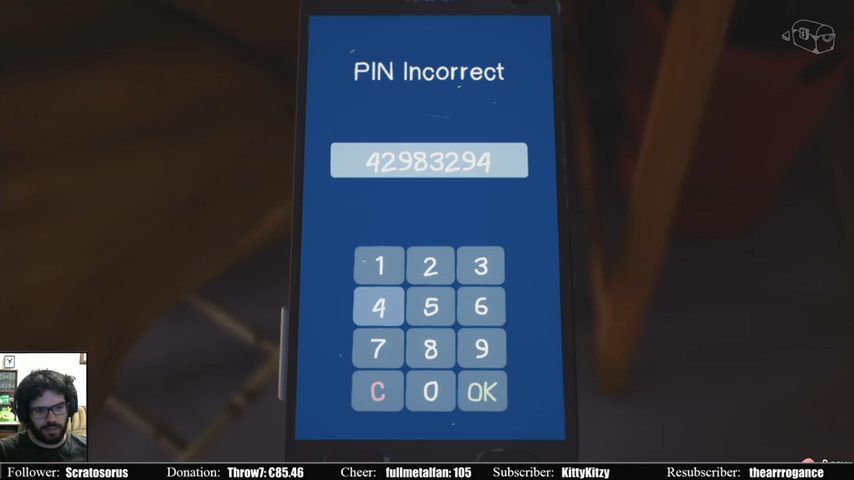 PIN Incorrect
42983294
1 2 3
4 5 6
7 8 9
C 0 OK
Follower: Scratosorus Donation: Throw7: €85.46 Cheer: fullmetalfan: 105 Subscriber: KittyKitzy Resubscriber: thearrrogance